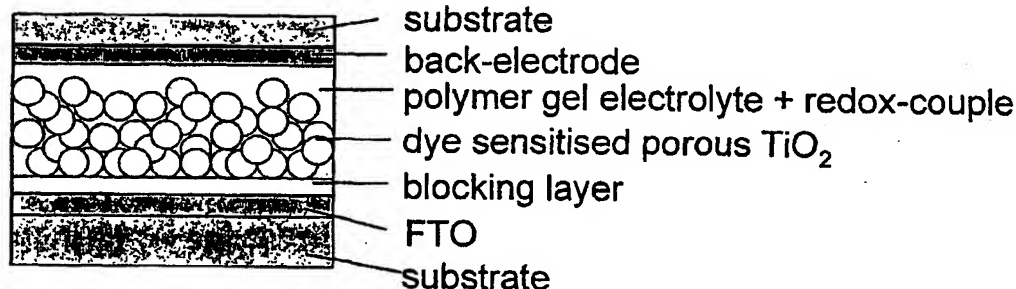 substrate
back-electrode
polymer gel electrolyte + redox-couple
dye sensitised porous TiO₂
blocking layer
FTO
substrate